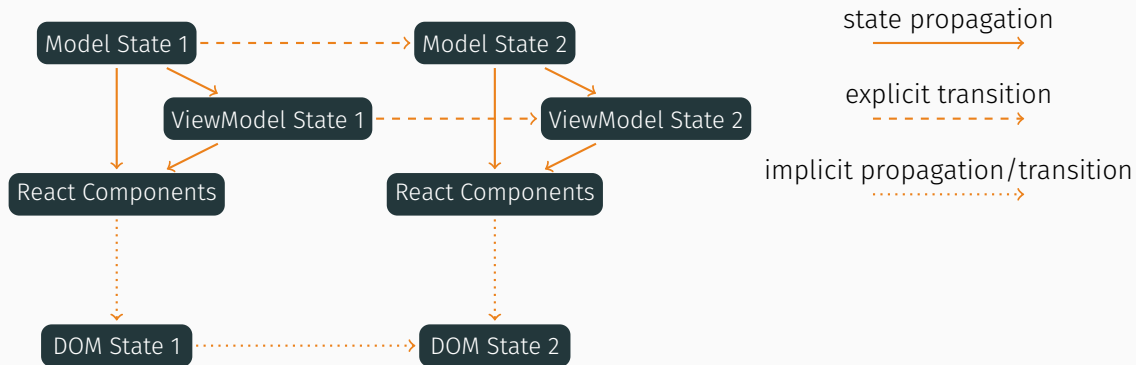 Model State 1
Model State 2
state propagation
ViewModel State 1
ViewModel State 2
explicit transition
React Components
React Components
implicit propagation/transition
DOM State 1
DOM State 2